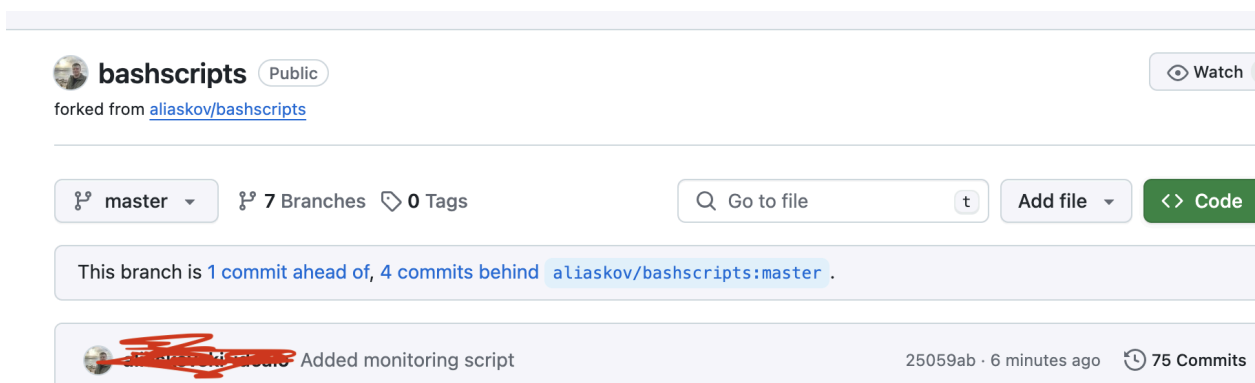 bashscripts Public
Watch
forked from aliaskov/bashscripts
master 7 Branches 0 Tags Go to file t Add file Code
This branch is 1 commit ahead of, 4 commits behind aliaskov/bashscripts:master .
Added monitoring script 25059ab · 6 minutes ago 75 Commits